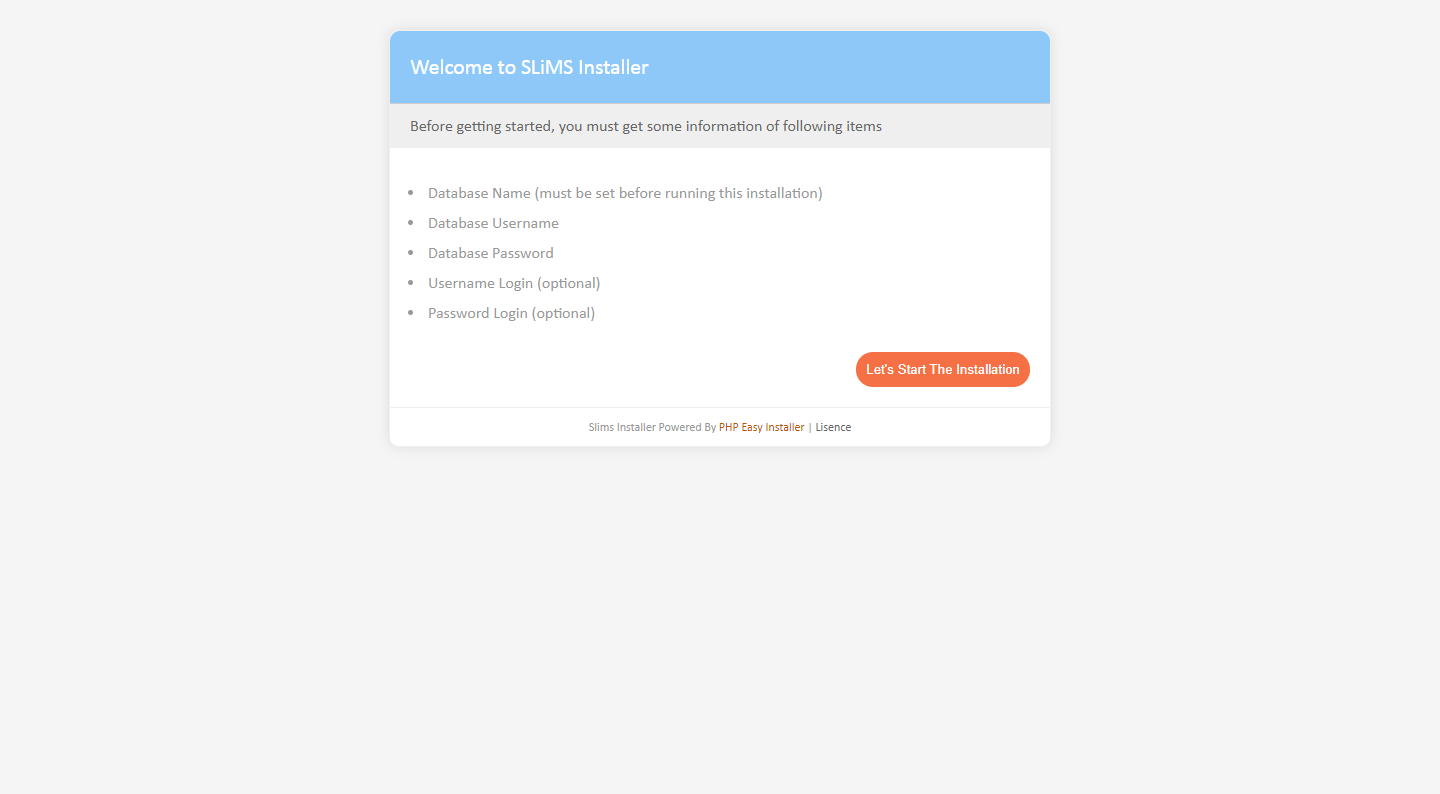 Welcome to SLiMS Installer
Before getting started, you must get some information of following items
Database Name (must be set before running this installation)
Database Username
Database Password
Username Login (optional)
Password Login (optional)
Let's Start The Installation
Slims Installer Powered By PHP Easy Installer | Lisence